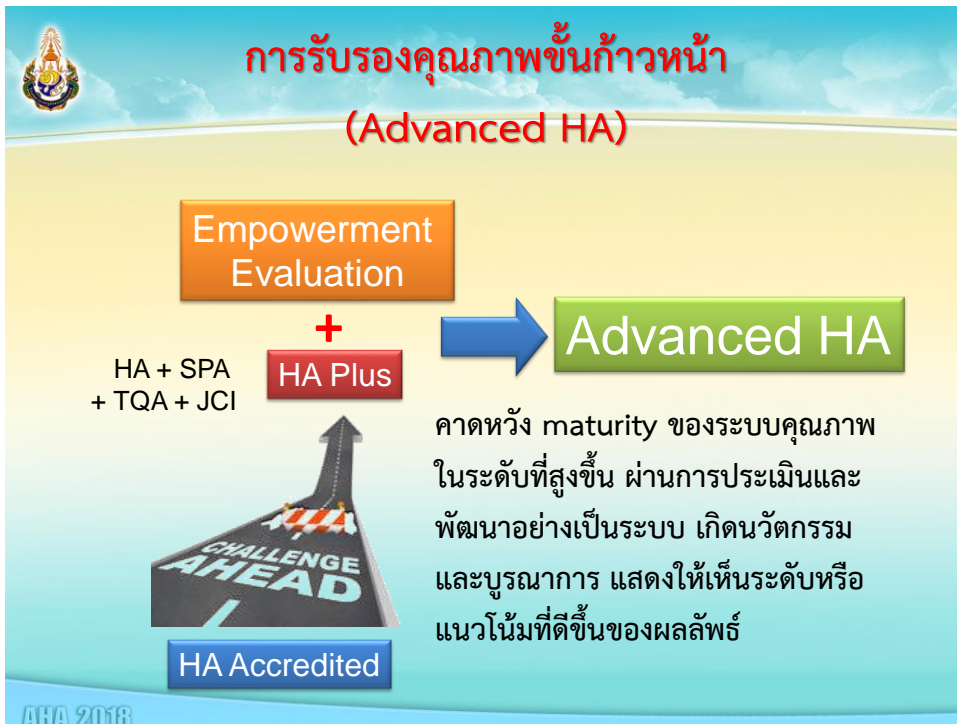 การรับรองคุณภาพขั้นก้าวหน้า
(Advanced HA)
Empowerment
Evaluation
+
HA + SPA
+ TQA + JCI
HA Plus
Advanced HA
คาดหวัง maturity ของระบบคุณภาพ
ในระดับที่สูงขึ้น ผ่านการประเมินและ
พัฒนาอย่างเป็นระบบ เกิดนวัตกรรม
และบูรณาการ แสดงให้เห็นระดับหรือ
แนวโน้มที่ดีขึ้นของผลลัพธ์
CHALLENGE
AHEAD
HA Accredited
AHA 2018